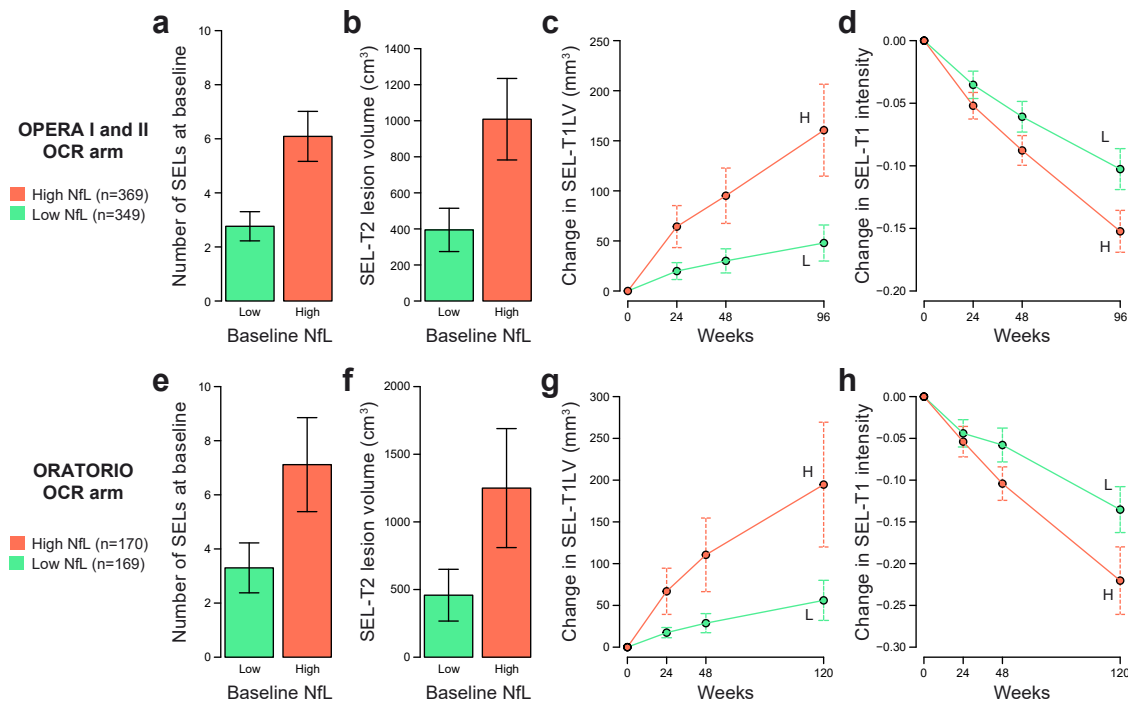 a
b
c
d
OPERA I and II
OCR arm
High NfL (n=369)
Low NfL (n=349)
Number of SELs at baseline
10
8
6
4
2
0
Low
High
Baseline NfL
SEL-T2 lesion volume (cm³)
1400
1200
1000
800
600
400
200
0
Low
High
Baseline NfL
Change in SEL-T1LV (mm³)
250
200
150
100
50
0
H
L
0
24
48
96
Weeks
Change in SEL-T1 intensity
0.00
−0.05
−0.10
−0.15
−0.20
L
H
0
24
48
96
Weeks
e
f
g
h
ORATORIO
OCR arm
High NfL (n=170)
Low NfL (n=169)
Number of SELs at baseline
10
8
6
4
2
0
Low
High
Baseline NfL
SEL-T2 lesion volume (cm³)
2000
1500
1000
500
0
Low
High
Baseline NfL
Change in SEL-T1LV (mm³)
300
250
200
150
100
50
0
H
L
0
24
48
120
Weeks
Change in SEL-T1 intensity
0.00
−0.05
−0.10
−0.15
−0.20
−0.25
−0.30
L
H
0
24
48
120
Weeks